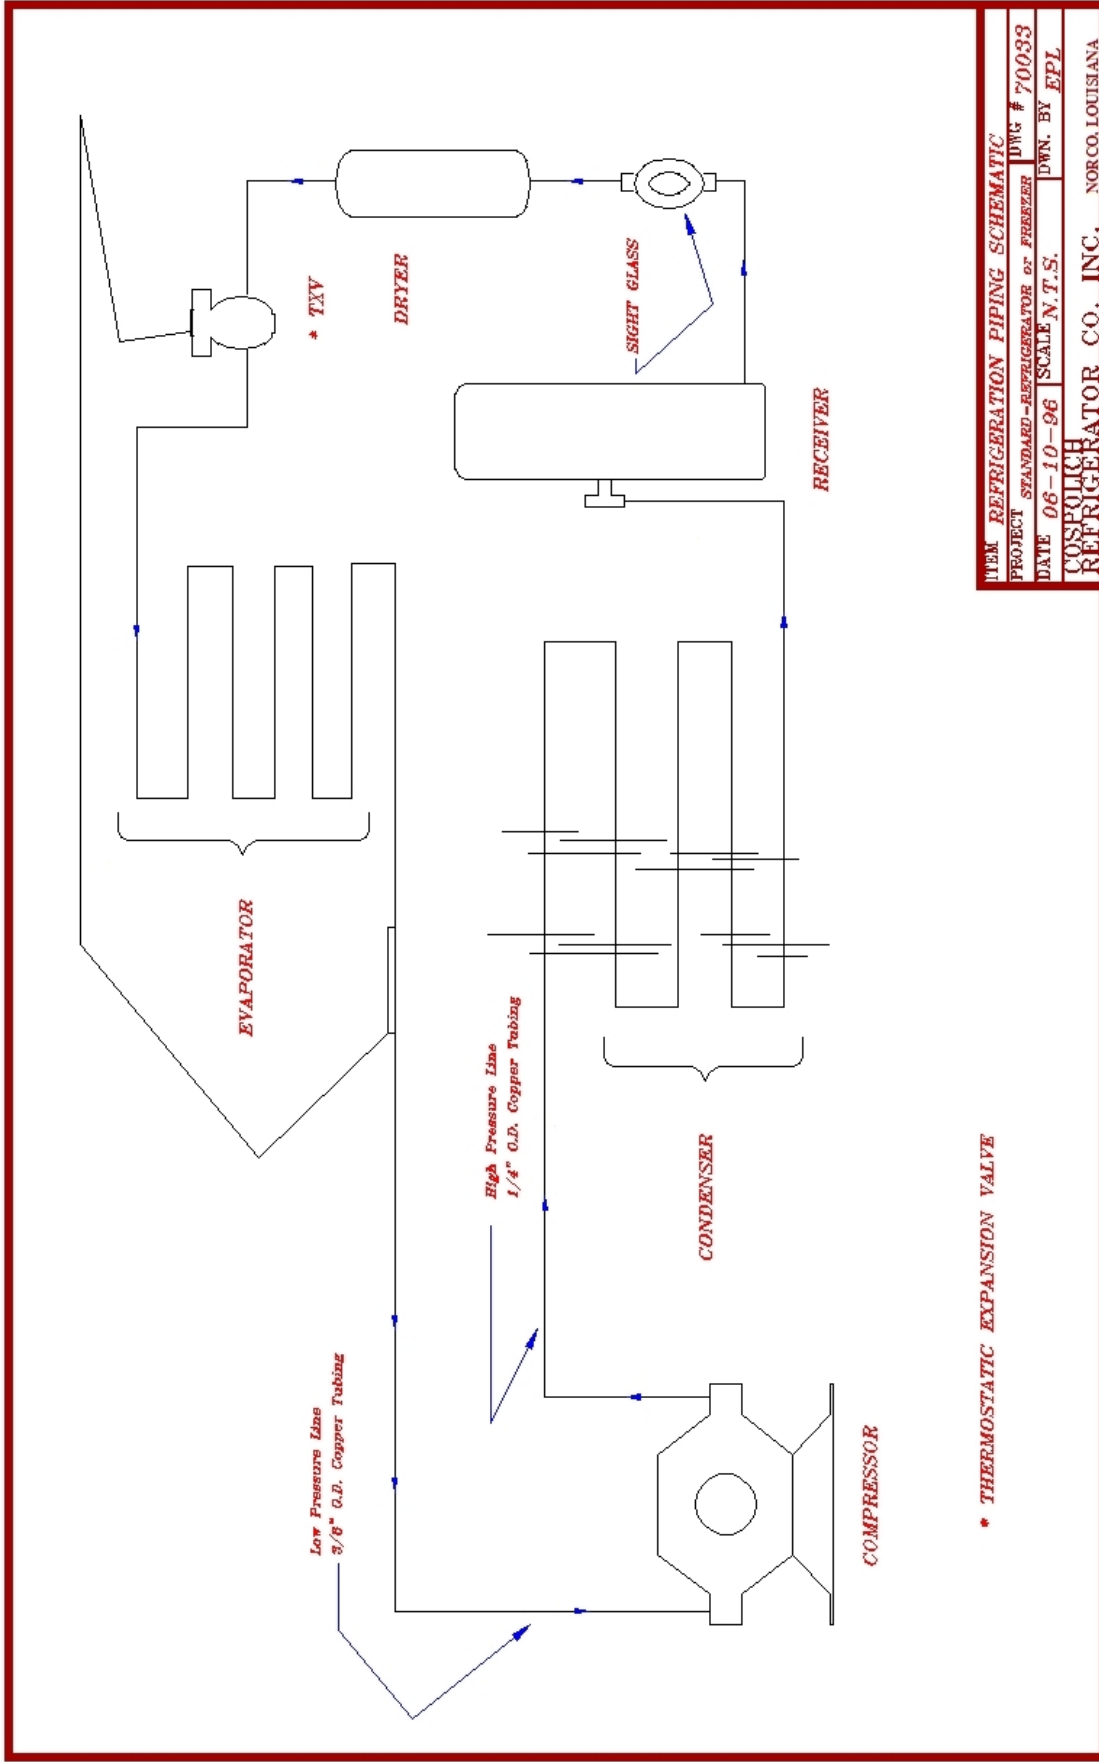 * TXV
DRYER
SIGHT GLASS
RECEIVER
EVAPORATOR
High Pressure Line
1/4" O.D. Copper Tubing
CONDENSER
Low Pressure Line
3/8" O.D. Copper Tubing
COMPRESSOR
* THERMOSTATIC EXPANSION VALVE
ITEM REFRIGERATION PIPING SCHEMATIC
PROJECT STANDARD-REFRIGERATOR or FREEZER DWG # 70033
DATE 06-10-96 SCALE N.T.S. DWN. BY EPL
COSPOLICH
REFRIGERATOR CO. INC. NORCO, LOUISIANA